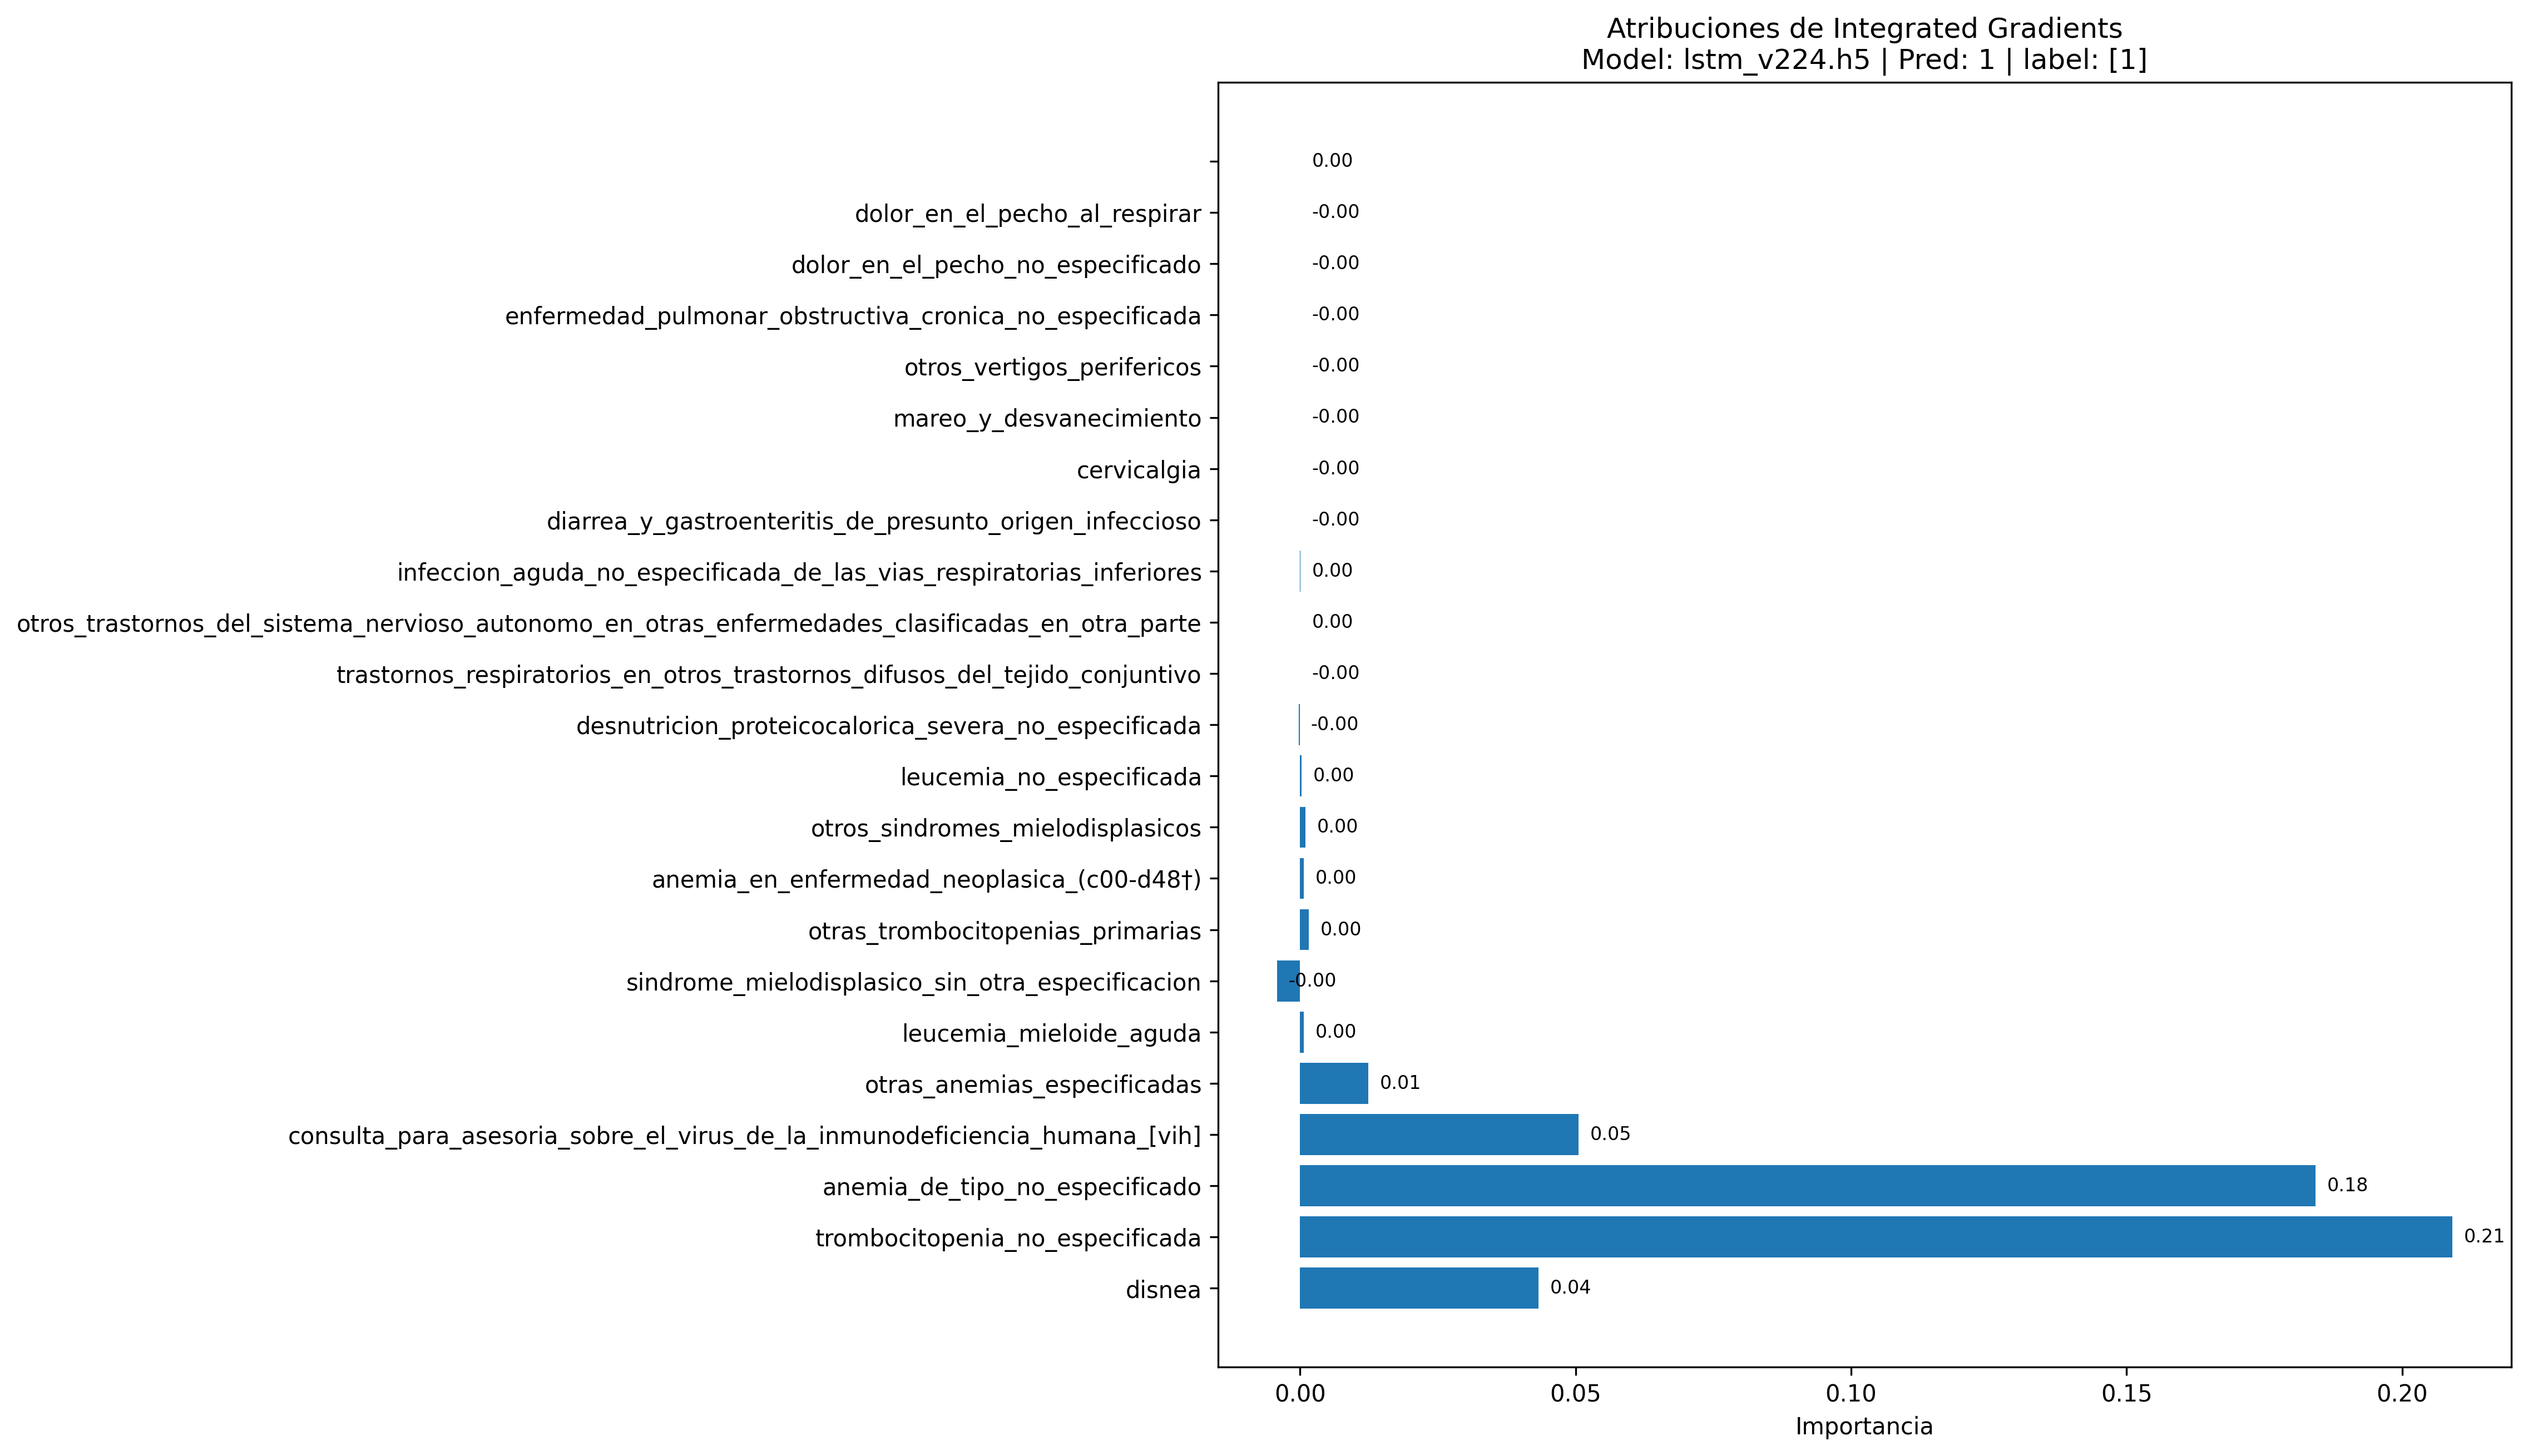 Atribuciones de Integrated Gradients
Model: lstm_v224.h5 | Pred: 1 | label: [1]
0.00
dolor_en_el_pecho_al_respirar -0.00
dolor_en_el_pecho_no_especificado -0.00
enfermedad_pulmonar_obstructiva_cronica_no_especificada -0.00
otros_vertigos_perifericos -0.00
mareo_y_desvanecimiento -0.00
cervicalgia -0.00
diarrea_y_gastroenteritis_de_presunto_origen_infeccioso -0.00
infeccion_aguda_no_especificada_de_las_vias_respiratorias_inferiores 0.00
otros_trastornos_del_sistema_nervioso_autonomo_en_otras_enfermedades_clasificadas_en_otra_parte 0.00
trastornos_respiratorios_en_otros_trastornos_difusos_del_tejido_conjuntivo -0.00
desnutricion_proteicocalorica_severa_no_especificada -0.00
leucemia_no_especificada 0.00
otros_sindromes_mielodisplasicos 0.00
anemia_en_enfermedad_neoplasica_(c00-d48†) 0.00
otras_trombocitopenias_primarias 0.00
sindrome_mielodisplasico_sin_otra_especificacion -0.00
leucemia_mieloide_aguda 0.00
otras_anemias_especificadas 0.01
consulta_para_asesoria_sobre_el_virus_de_la_inmunodeficiencia_humana_[vih] 0.05
anemia_de_tipo_no_especificado 0.18
trombocitopenia_no_especificada 0.21
disnea 0.04
0.00 0.05 0.10 0.15 0.20
Importancia